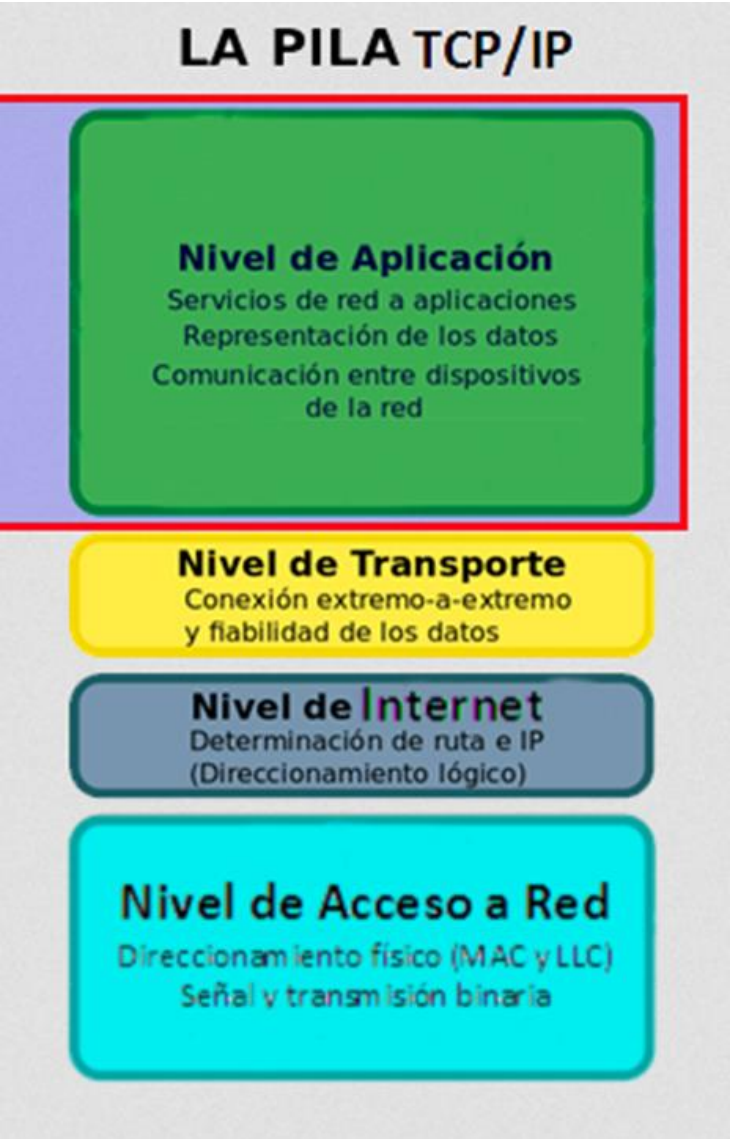 LA PILA TCP/IP
Nivel de Aplicación
Servicios de red a aplicaciones
Representación de los datos
Comunicación entre dispositivos
de la red
Nivel de Transporte
Conexión extremo-a-extremo
y fiabilidad de los datos
Nivel de Internet
Determinación de ruta e IP
(Direccionamiento lógico)
Nivel de Acceso a Red
Direccionamiento físico (MAC y LLC)
Señal y transmisión binaria